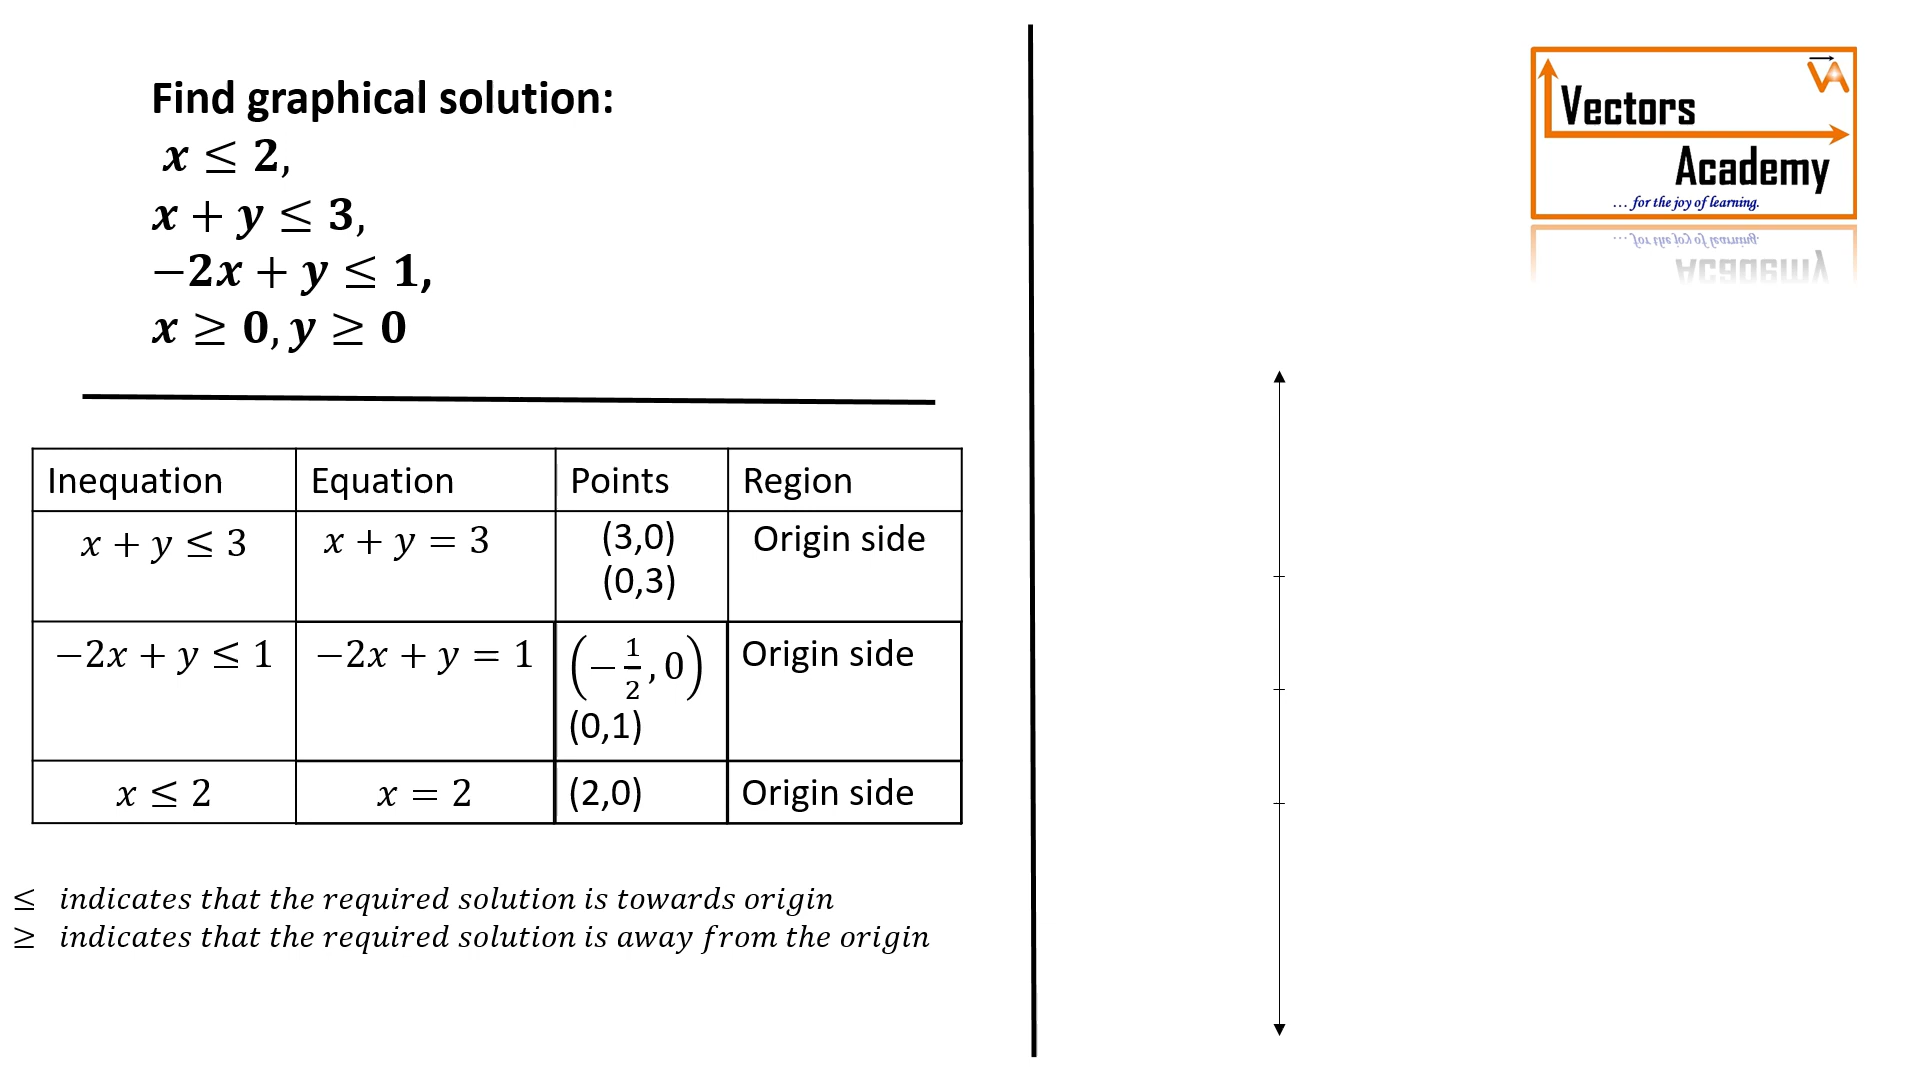 Find graphical solution:
x ≤ 2,
x + y ≤ 3,
−2x + y ≤ 1,
x ≥ 0, y ≥ 0
Inequation Equation Points Region
x + y ≤ 3 x + y = 3 (3,0) Origin side
(0,3)
−2x + y ≤ 1 −2x + y = 1 (−1/2, 0) Origin side
(0,1)
x ≤ 2 x = 2 (2,0) Origin side
≤ indicates that the required solution is towards origin
≥ indicates that the required solution is away from the origin
VA
Vectors
Academy
... for the joy of learning.